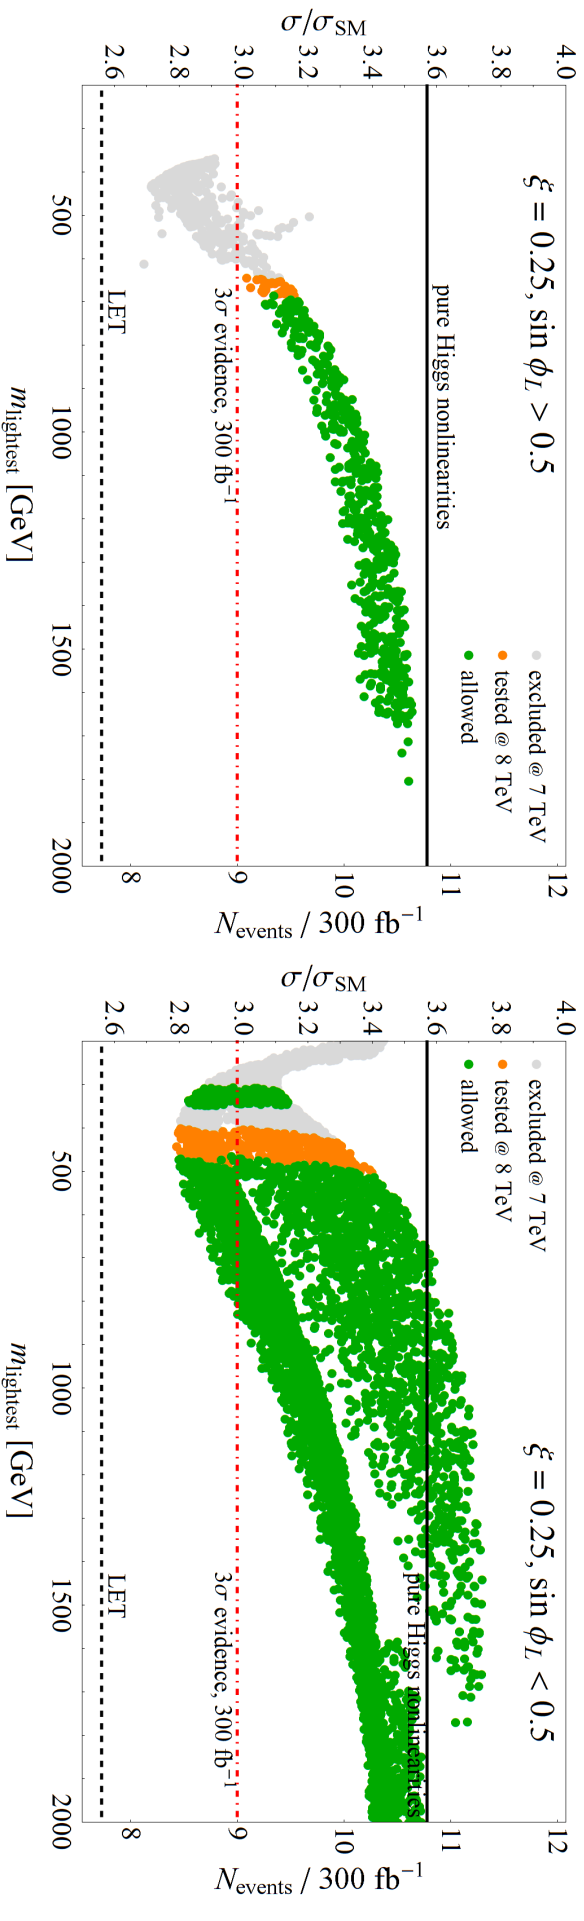 ξ = 0.25, sin ϕL > 0.5
excluded @ 7 TeV
tested @ 8 TeV
allowed
pure Higgs nonlinearities
3σ evidence, 300 fb−1
LET
σ/σSM
4.0
3.8
3.6
3.4
3.2
3.0
2.8
2.6
12
11
10
9
8
Nevents / 300 fb−1
500 1000 1500 2000
mlightest [GeV]
ξ = 0.25, sin ϕL < 0.5
excluded @ 7 TeV
tested @ 8 TeV
allowed
pure Higgs nonlinearities
3σ evidence, 300 fb−1
LET
σ/σSM
4.0
3.8
3.6
3.4
3.2
3.0
2.8
2.6
12
11
10
9
8
Nevents / 300 fb−1
500 1000 1500 2000
mlightest [GeV]